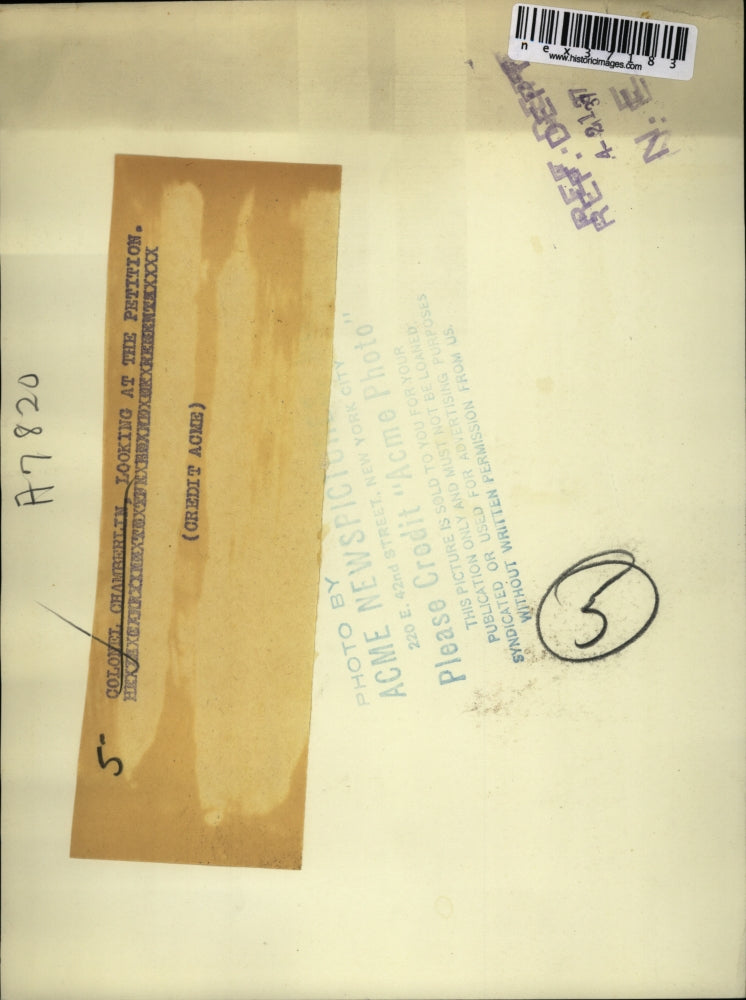 nex37183
www.historicimages.com
REF. DEPT.
4-21-37
N. E.
A7820
5-
COLONEL CHAMBERLIN, LOOKING AT THE PETITION.
(CREDIT ACME)
PHOTO BY
ACME NEWSPICTURES
220 E. 42nd STREET, NEW YORK CITY
Please Credit "Acme Photo"
THIS PICTURE IS SOLD TO YOU FOR YOUR
PUBLICATION ONLY AND MUST NOT BE LOANED,
SYNDICATED OR USED FOR ADVERTISING PURPOSES
WITHOUT WRITTEN PERMISSION FROM US.
5